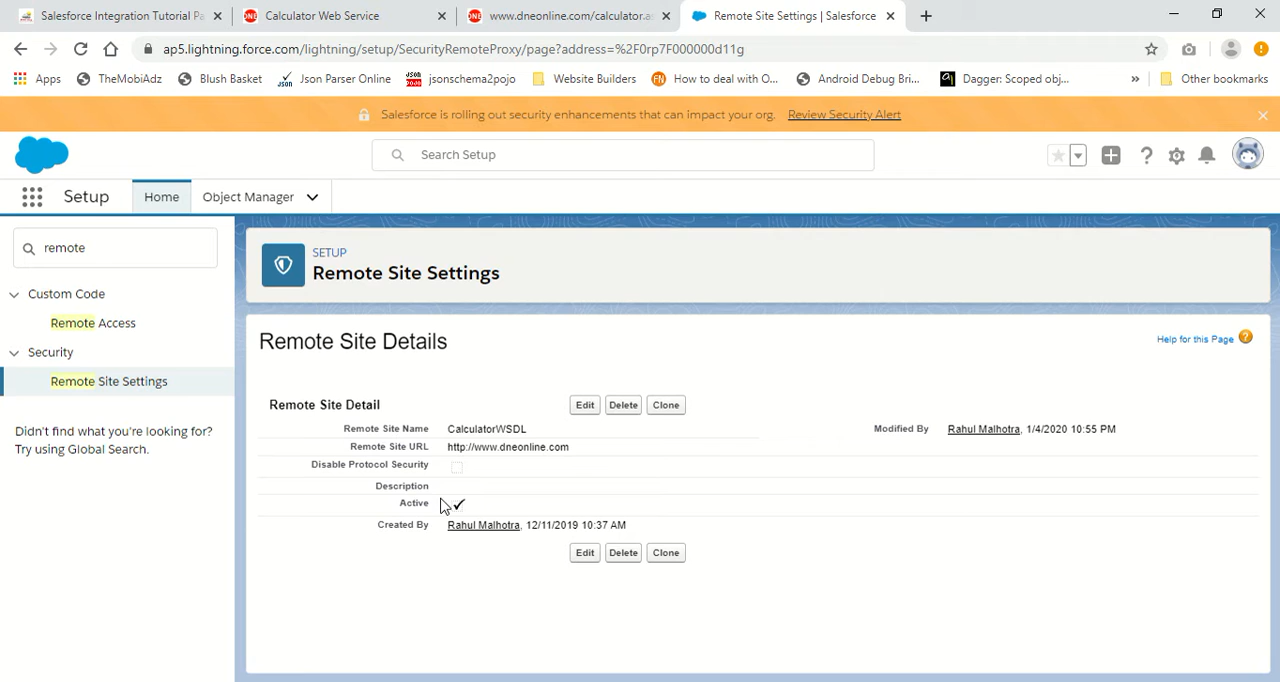 Salesforce Integration Tutorial Pa
Calculator Web Service
www.dneonline.com/calculator.as
Remote Site Settings | Salesforce
ap5.lightning.force.com/lightning/setup/SecurityRemoteProxy/page?address=%2F0rp7F000000d11g
Apps
TheMobiAdz
Blush Basket
Json Parser Online
jsonschema2pojo
Website Builders
How to deal with O...
Android Debug Bri...
Dagger: Scoped obj...
»
Other bookmarks
Salesforce is rolling out security enhancements that can impact your org. Review Security Alert
Search Setup
Setup
Home
Object Manager
remote
Custom Code
Remote Access
Security
Remote Site Settings
Didn't find what you're looking for?
Try using Global Search.
SETUP
Remote Site Settings
Remote Site Details
Help for this Page
Remote Site Detail
Edit Delete Clone
Remote Site Name CalculatorWSDL
Modified By Rahul Malhotra, 1/4/2020 10:55 PM
Remote Site URL http://www.dneonline.com
Disable Protocol Security
Description
Active
Created By Rahul Malhotra, 12/11/2019 10:37 AM
Edit Delete Clone